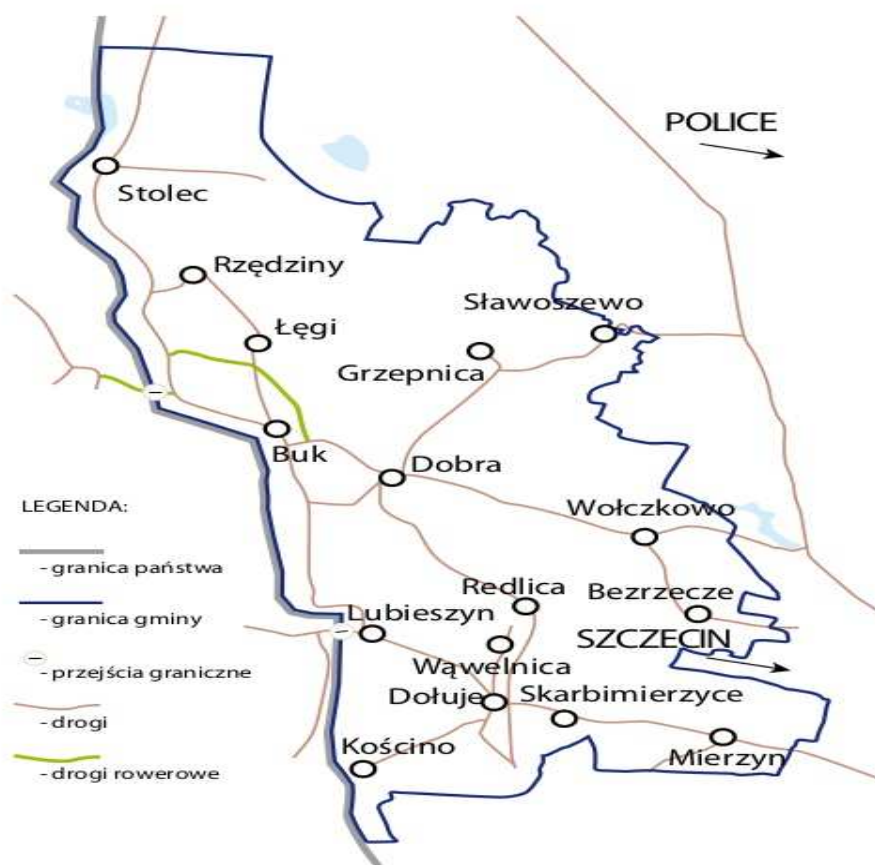 POLICE
Stolec
Rzędziny
Sławoszewo
Łęgi
Grzepnica
Buk
Dobra
LEGENDA:
Wołczkowo
- granica państwa
Redlica
Bezrzecze
Lubieszyn
- granica gminy
SZCZECIN
Wąwelnica
- przejścia graniczne
Dołuje
Skarbimierzyce
- drogi
Kościno
Mierzyn
- drogi rowerowe